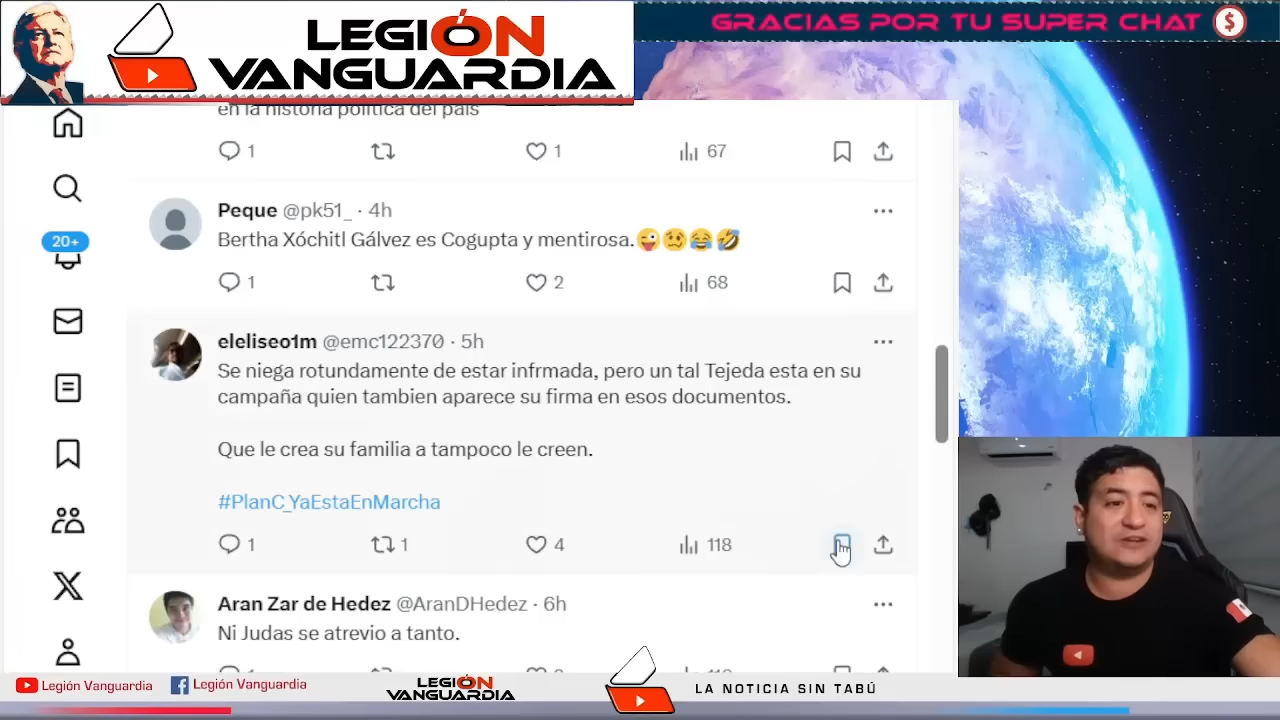 LEGIÓN
VANGUARDIA
GRACIAS POR TU SUPER CHAT
$
en la historia política del país
1
1
67
Peque @pk51_ · 4h
Bertha Xóchitl Gálvez es Cogupta y mentirosa.😜🥴😂🤣
1
2
68
20+
eleliseo1m @emc122370 · 5h
Se niega rotundamente de estar infrmada, pero un tal Tejeda esta en su
campaña quien tambien aparece su firma en esos documentos.
Que le crea su familia a tampoco le creen.
#PlanC_YaEstaEnMarcha
1
1
4
118
Aran Zar de Hedez @AranDHedez · 6h
Ni Judas se atrevio a tanto.
Legión Vanguardia
Legión Vanguardia
LEGIÓN
VANGUARDIA
LA NOTICIA SIN TABÚ